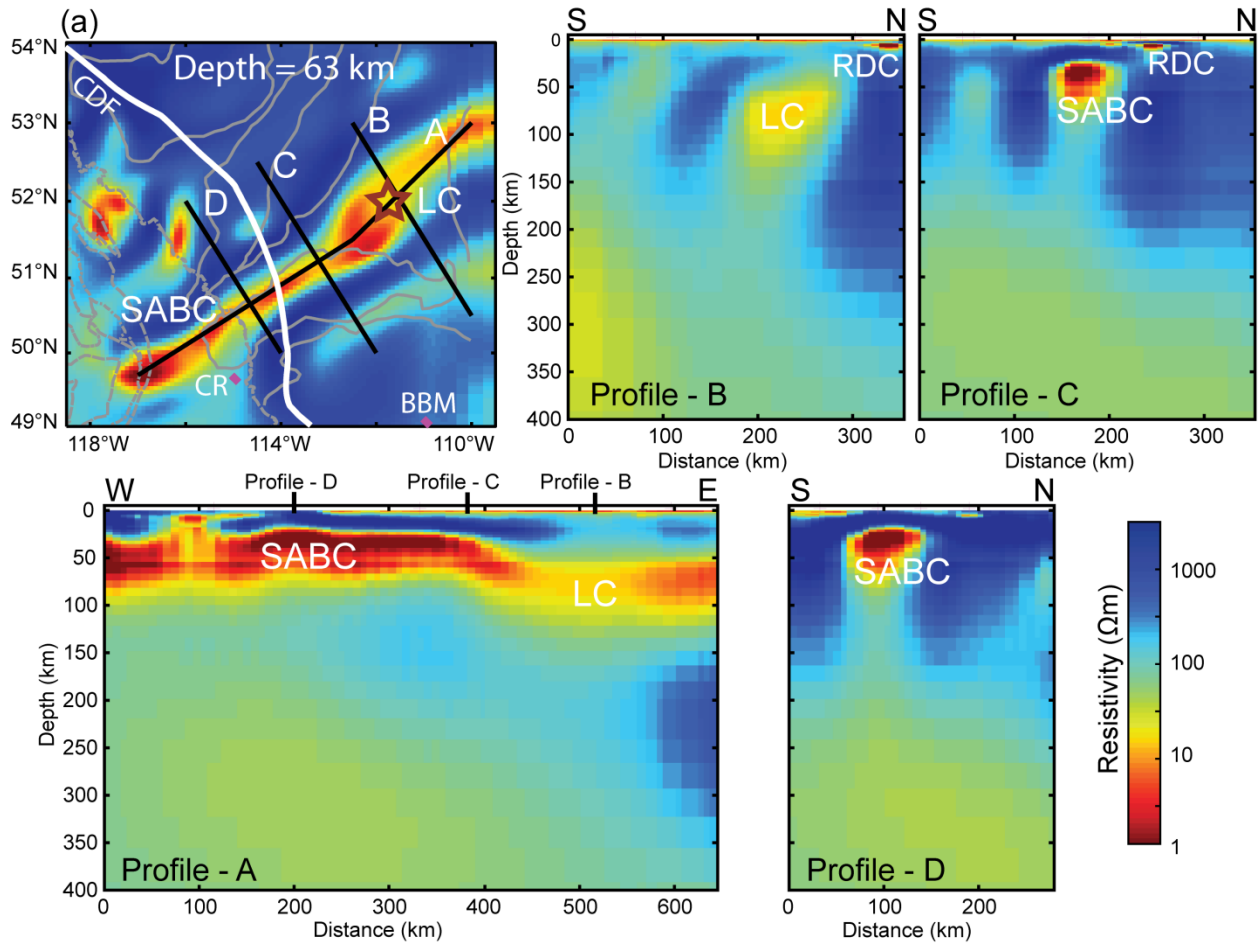 (a)
Depth = 63 km
CDF
B
A
C
D
LC
SABC
CR
BBM
54°N
53°N
52°N
51°N
50°N
49°N
118°W
114°W
110°W
S
N
0
50
100
150
200
250
300
350
400
Depth (km)
RDC
LC
Profile - B
0
100
200
300
Distance (km)
S
N
RDC
SABC
Profile - C
0
100
200
300
Distance (km)
W
Profile - D
Profile - C
Profile - B
E
0
50
100
150
200
250
300
350
400
Depth (km)
SABC
LC
Profile - A
0
100
200
300
400
500
600
Distance (km)
S
N
SABC
Profile - D
0
100
200
Distance (km)
Resistivity (Ωm)
1000
100
10
1